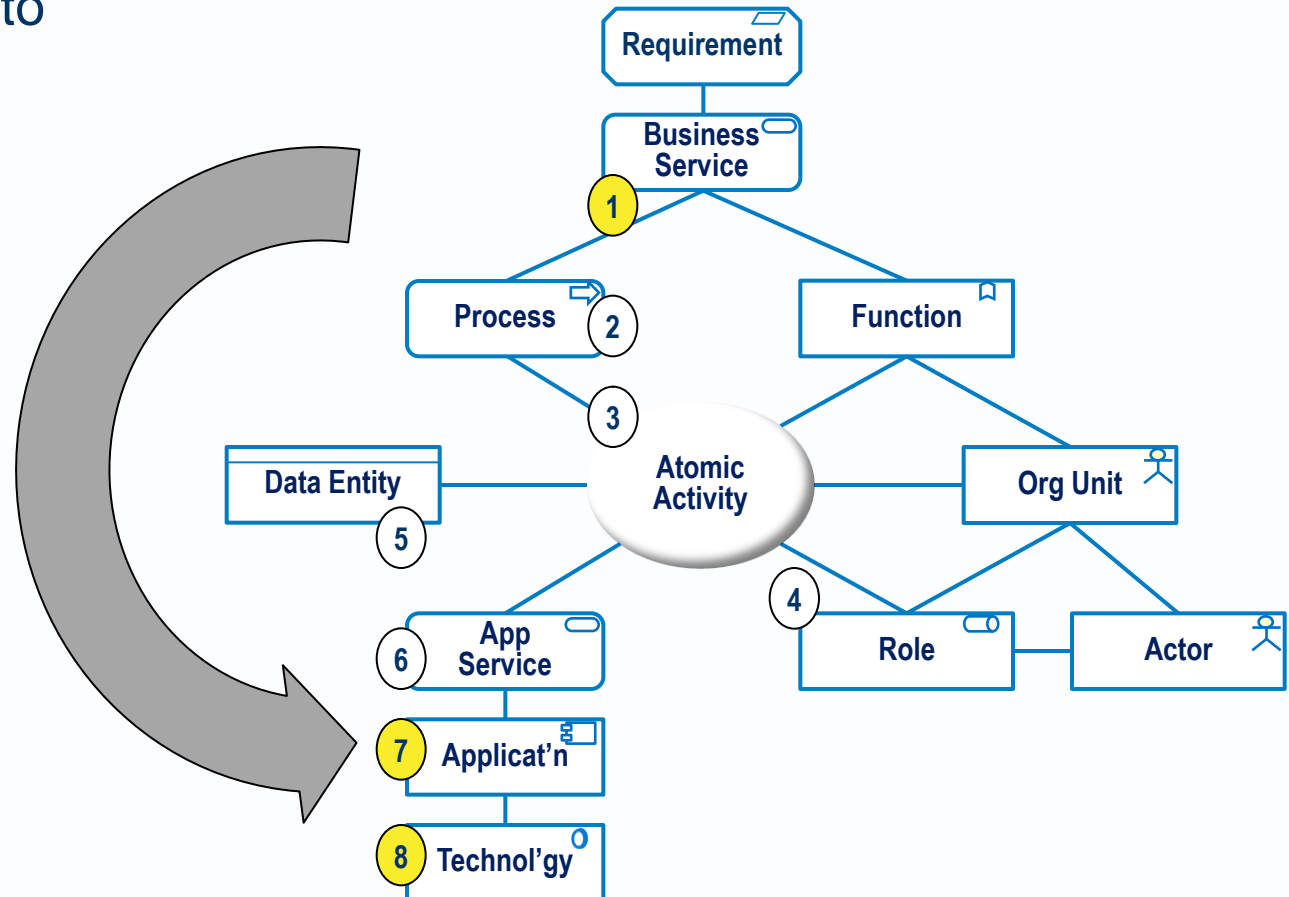 to
Requirement
Business
Service
1
Process
2
Function
3
Atomic
Activity
Data Entity
5
Org Unit
4
App
Service
6
Role
Actor
7
Applicat’n
8
Technol'gy